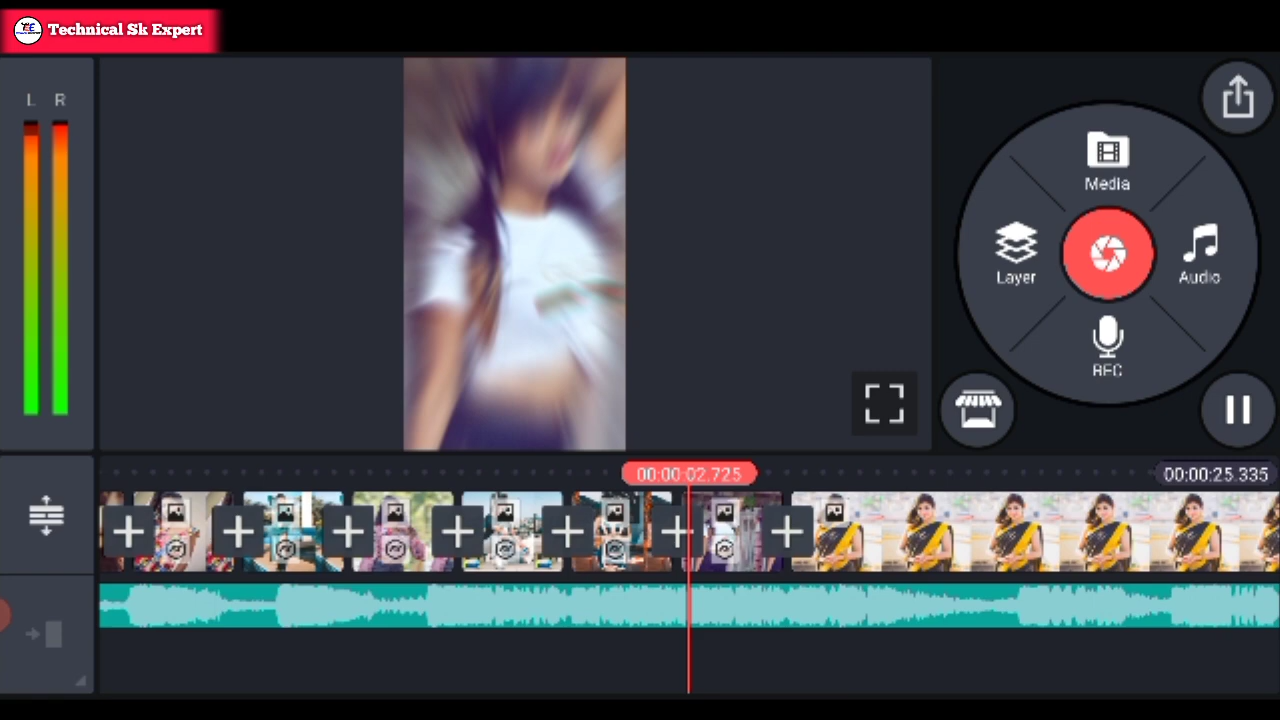 Technical Sk Expert
L R
Media
Layer
Audio
REC
00:00:02.725
00:00:25.335